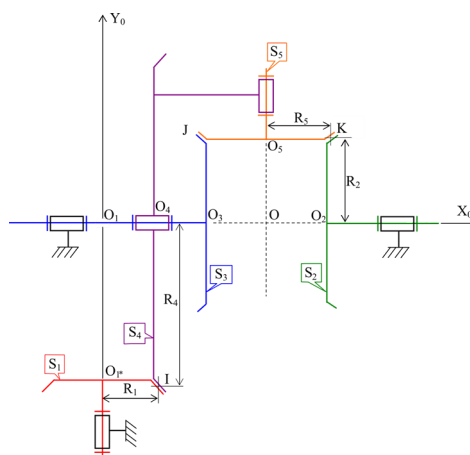 Y₀
S₅
R₅
J
K
O₅
R₂
O₄
O₁
O₃
O
O₂
X₀
S₃
S₂
R₄
S₄
S₁
O₁*
I
R₁